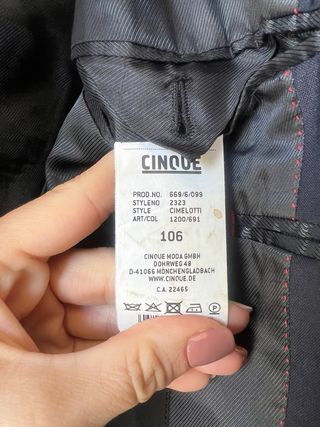 CINQUE
PROD.NO. 669/6/099
STYLENO 2323
STYLE CIMELOTTI
ART/COL 1200/691
106
CINQUE MODA GMBH
DOHRWEG 48
D-41066 MÖNCHENGLADBACH
WWW.CINQUE.DE
C.A. 22465
P